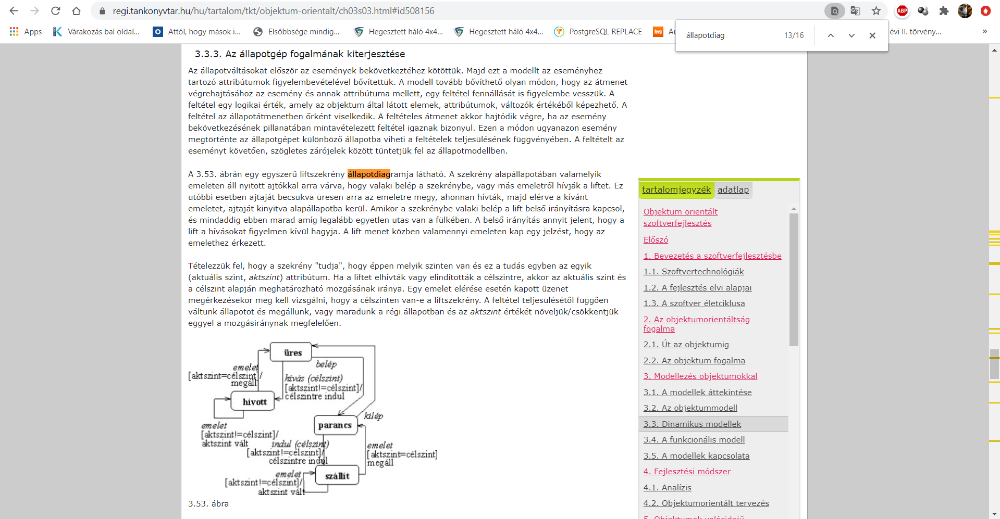 regi.tankonyvtar.hu/hu/tartalom/tkt/objektum-orientalt/ch03s03.html#id508156
ABP
Apps
Várakozás bal oldal...
Attól, hogy mások i...
Elsőbbsége mindig...
Hegesztett háló 4x4...
Hegesztett háló 4x4...
PostgreSQL REPLACE
hvg
állapotdiag
13/16
évi II. törvény...
»
3.3.3. Az állapotgép fogalmának kiterjesztése
Az állapotváltásokat először az események bekövetkeztéhez kötöttük. Majd ezt a modellt az eseményhez
tartozó attribútumok figyelembevételével bővítettük. A modell tovább bővíthető olyan módon, hogy az átmenet
végrehajtásához az esemény és annak attribútuma mellett, egy feltétel fennállását is figyelembe vesszük. A
feltétel egy logikai érték, amely az objektum által látott elemek, attribútumok, változók értékéből képezhető. A
feltétel az állapotátmenetben őrként viselkedik. A feltételes átmenet akkor hajtódik végre, ha az esemény
bekövetkezésének pillanatában mintavételezett feltétel igaznak bizonyul. Ezen a módon ugyanazon esemény
megtörténte az állapotgépet különböző állapotba viheti a feltételek teljesülésének függvényében. A feltételt az
eseményt követően, szögletes zárójelek között tüntetjük fel az állapotmodellben.
A 3.53. ábrán egy egyszerű liftszekrény állapotdiagramja látható. A szekrény alapállapotában valamelyik
emeleten áll nyitott ajtókkal arra várva, hogy valaki belép a szekrénybe, vagy más emeletről hívják a liftet. Ez
utóbbi esetben ajtaját becsukva üresen arra az emeletre megy, ahonnan hívták, majd elérve a kívánt
emeletet, ajtaját kinyitva alapállapotba kerül. Amikor a szekrénybe valaki belép a lift belső irányításra kapcsol,
és mindaddig ebben marad amíg legalább egyetlen utas van a fülkében. A belső irányítás annyit jelent, hogy a
lift a hívásokat figyelmen kívül hagyja. A lift menet közben valamennyi emeleten kap egy jelzést, hogy az
emelethez érkezett.
Tételezzük fel, hogy a szekrény "tudja", hogy éppen melyik szinten van és ez a tudás egyben az egyik
(aktuális szint, aktszint) attribútum. Ha a liftet elhívták vagy elindították a célszintre, akkor az aktuális szint és
a célszint alapján meghatározható mozgásának iránya. Egy emelet elérése esetén kapott üzenet
megérkezésekor meg kell vizsgálni, hogy a célszinten van-e a liftszekrény. A feltétel teljesülésétől függően
váltunk állapotot és megállunk, vagy maradunk a régi állapotban és az aktszint értékét növeljük/csökkentjük
eggyel a mozgásiránynak megfelelően.
üres
belép
emelet
[aktszint=célszint]/
megáll
hívás (célszint)
[aktszint!=célszint]/
célszintre indul
hívott
emelet
[aktszint!=célszint]/
aktszint vált
kilép
parancs
indul (célszint)
[aktszint!=célszint]/
célszintre indul
emelet
[aktszint=célszint]
megáll
szállít
emelet
[aktszint!=célszint]/
aktszint vált
3.53. ábra
tartalomjegyzék
adatlap
Objektum orientált
szoftverfejlesztés
Előszó
1. Bevezetés a szoftverfejlesztésbe
1.1. Szoftvertechnológiák
1.2. A fejlesztés elvi alapjai
1.3. A szoftver életciklusa
2. Az objektumorientáltság
fogalma
2.1. Út az objektumig
2.2. Az objektum fogalma
3. Modellezés objektumokkal
3.1. A modellek áttekintése
3.2. Az objektummodell
3.3. Dinamikus modellek
3.4. A funkcionális modell
3.5. A modellek kapcsolata
4. Fejlesztési módszer
4.1. Analízis
4.2. Objektumorientált tervezés
5. Objektumok valósidejű